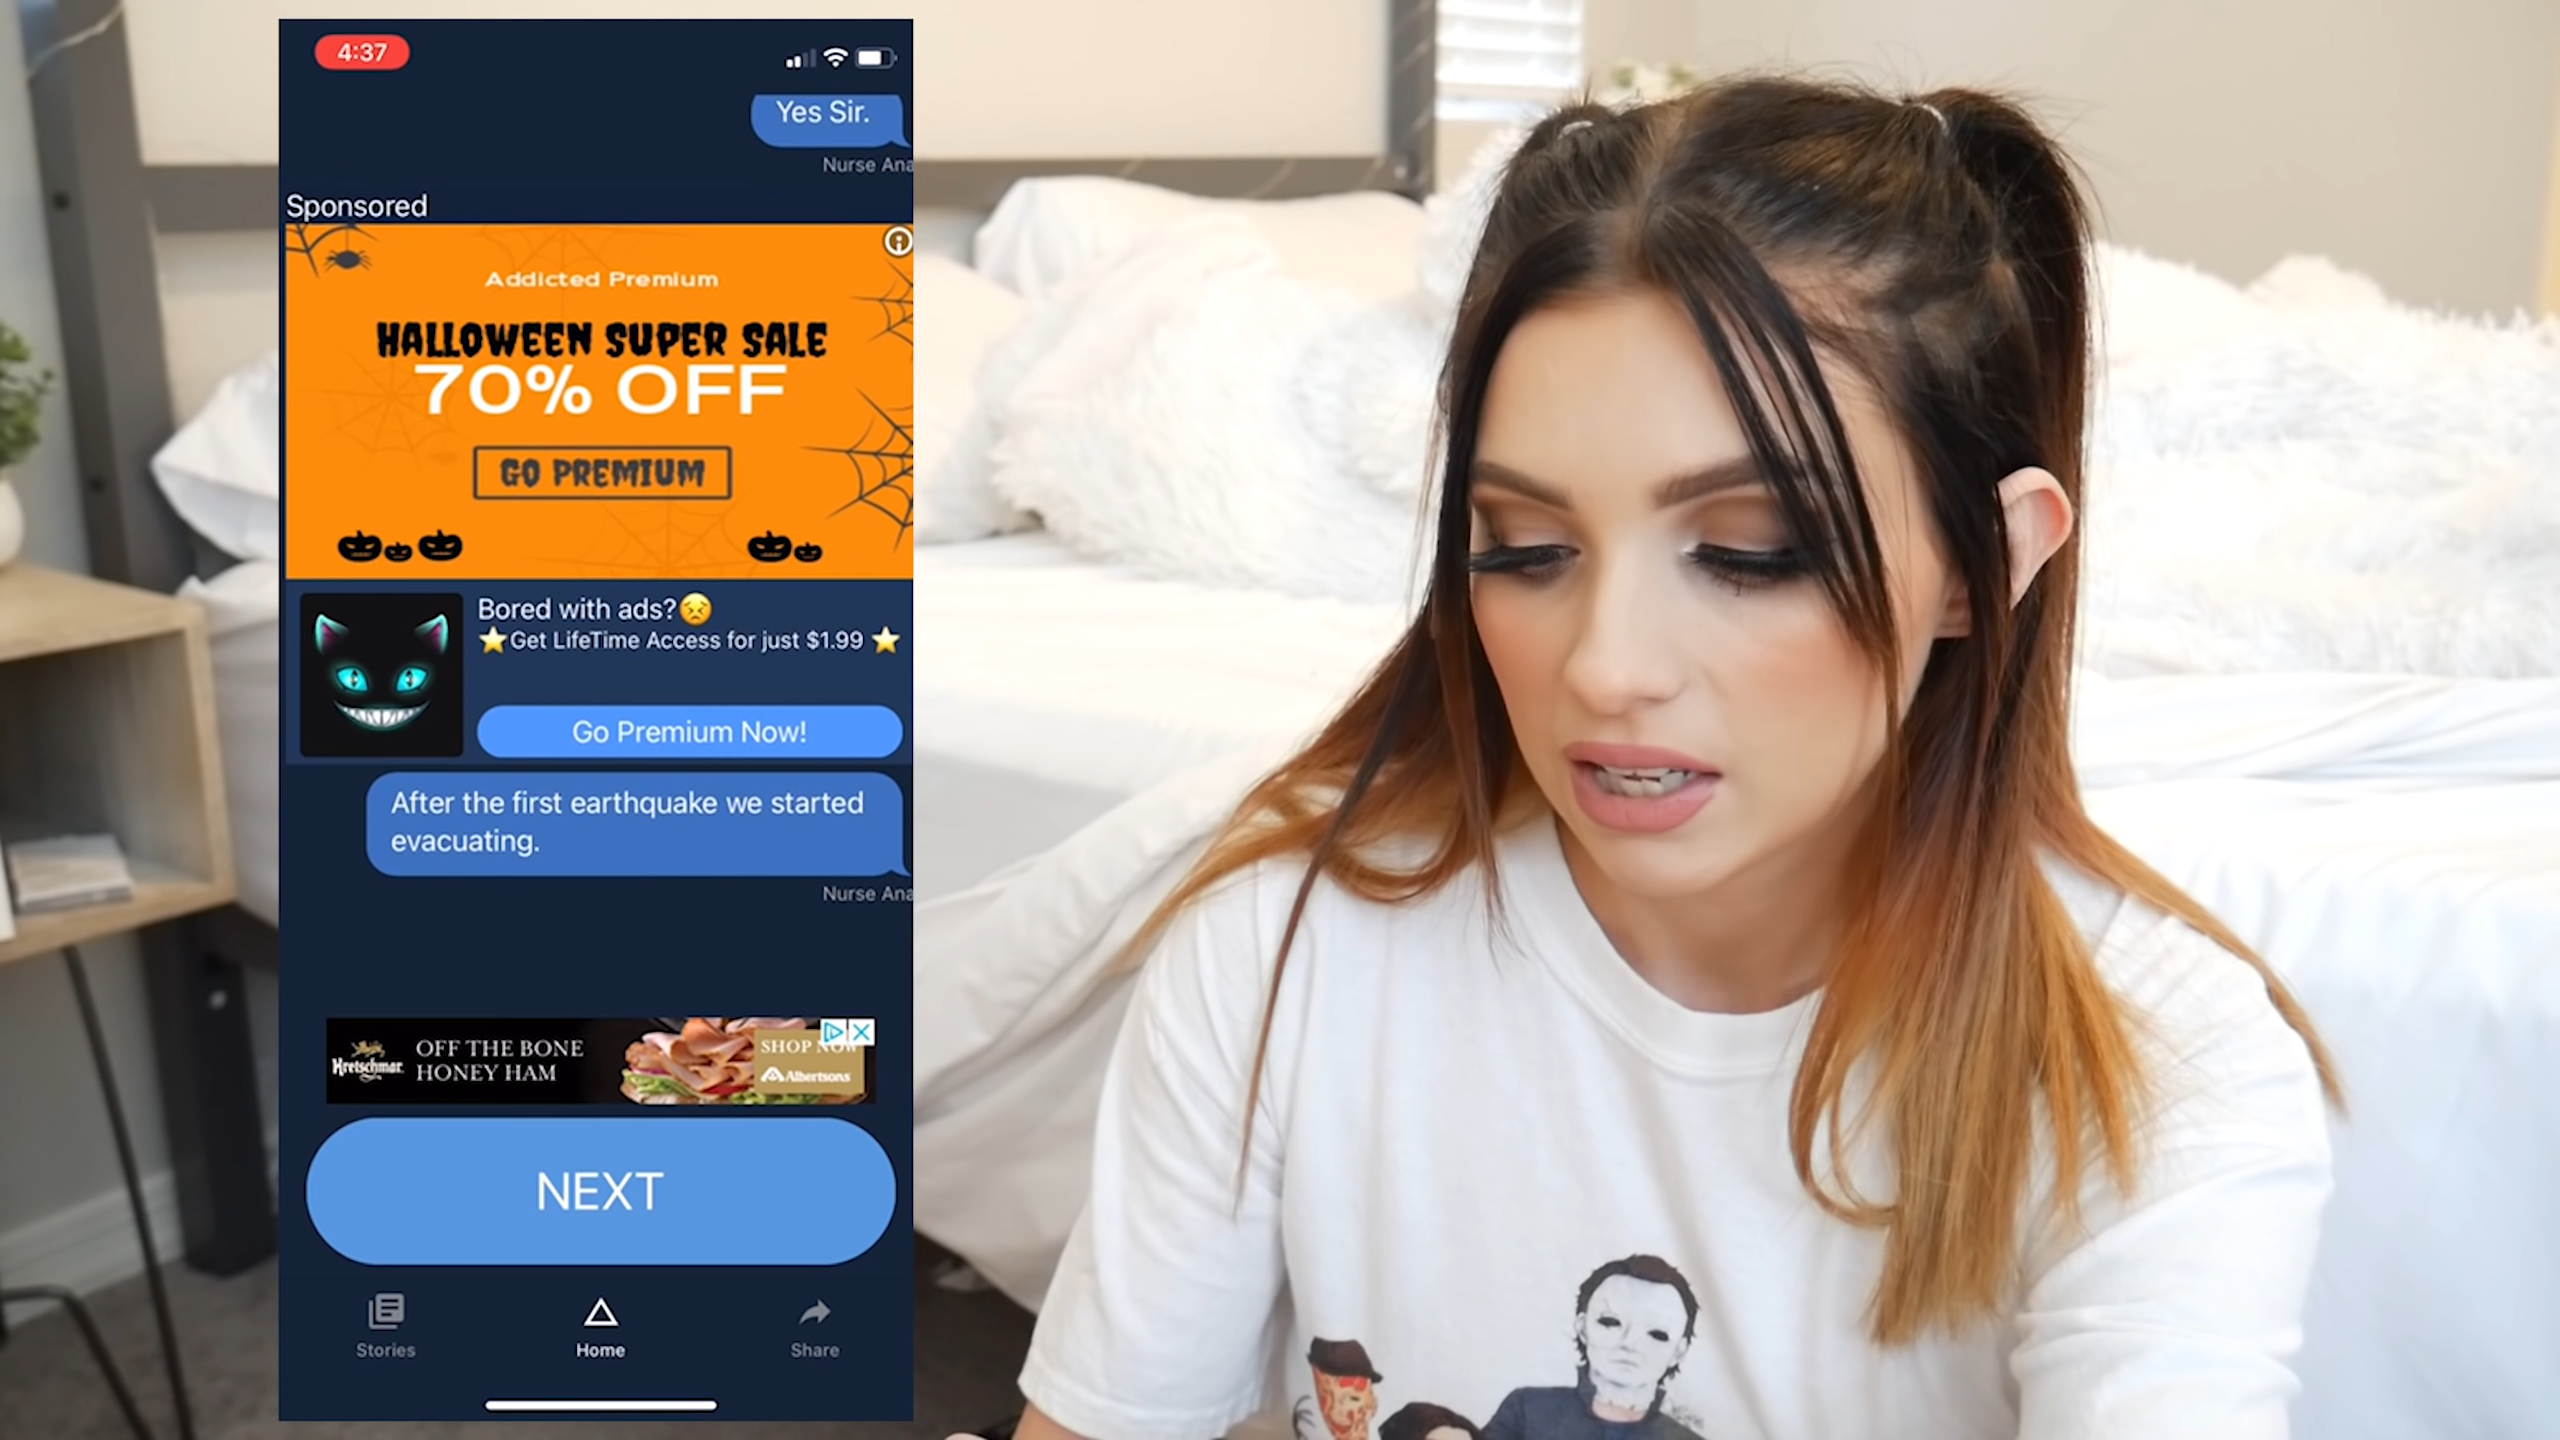 4:37
Yes Sir.
Nurse Ana
Sponsored
Addicted Premium
HALLOWEEN SUPER SALE
70% OFF
GO PREMIUM
Bored with ads?😣
⭐Get LifeTime Access for just $1.99 ⭐
Go Premium Now!
After the first earthquake we started
evacuating.
Nurse Ana
Kretschmar
OFF THE BONE
HONEY HAM
SHOP NOW
Albertsons
NEXT
Stories
Home
Share